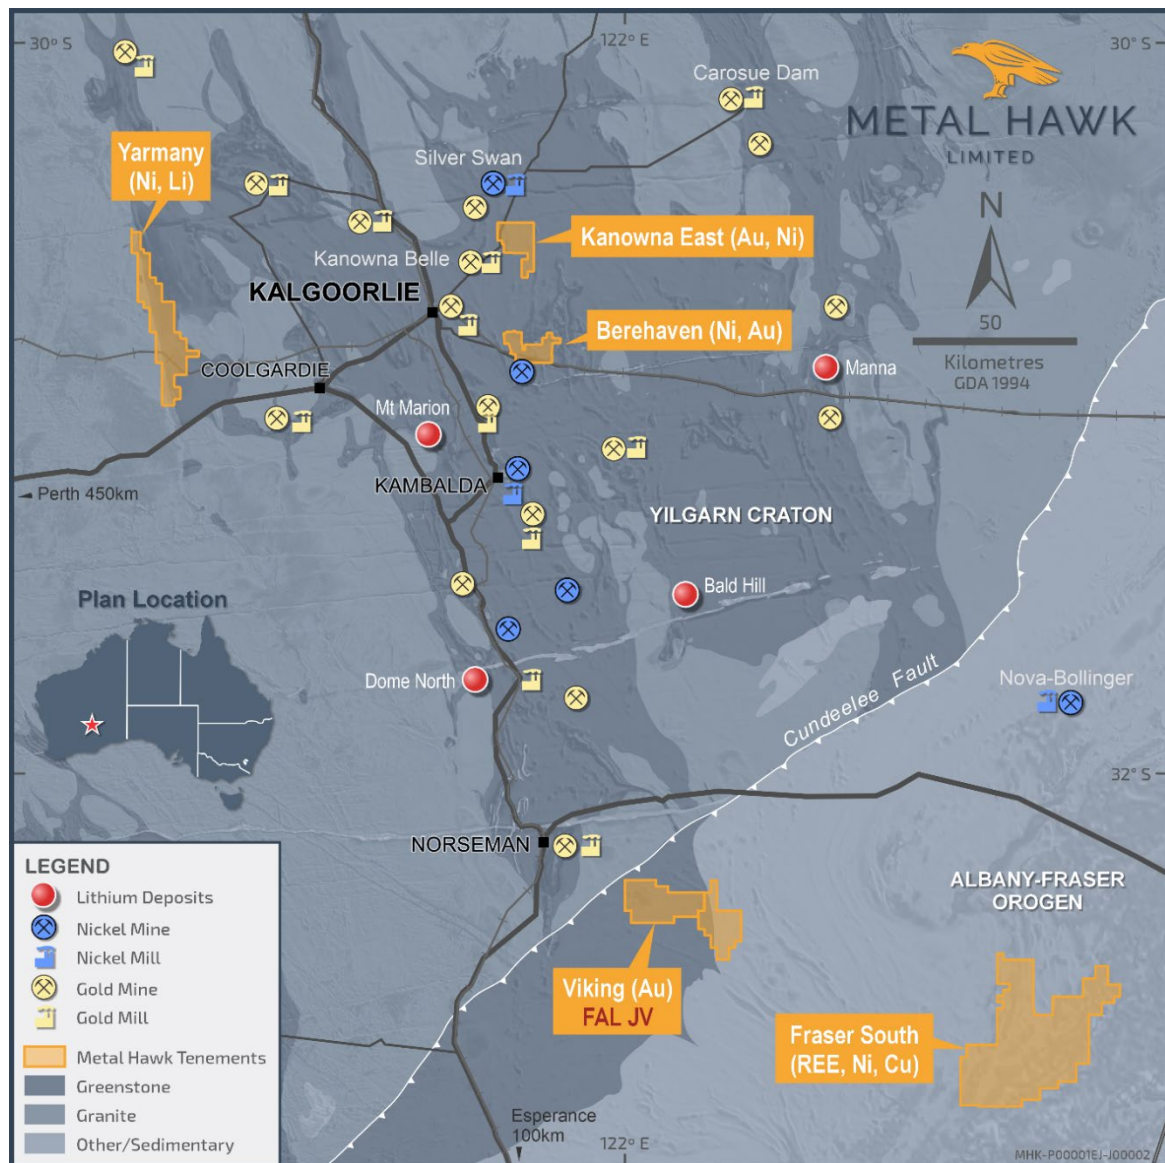 30° S
122° E
30° S
Carosue Dam
METAL HAWK
LIMITED
Yarmany
(Ni, Li)
Silver Swan
N
Kanowna East (Au, Ni)
Kanowna Belle
KALGOORLIE
50
Kilometres
GDA 1994
Berehaven (Ni, Au)
COOLGARDIE
Manna
Mt Marion
KAMBALDA
Perth 450km
YILGARN CRATON
Plan Location
Bald Hill
Dome North
Cundeelee Fault
Nova-Bollinger
32° S
NORSEMAN
LEGEND
Lithium Deposits
Nickel Mine
Nickel Mill
Gold Mine
Gold Mill
Metal Hawk Tenements
Greenstone
Granite
Other/Sedimentary
ALBANY-FRASER
OROGEN
Viking (Au)
FAL JV
Fraser South
(REE, Ni, Cu)
Esperance
100km
122° E
MHK-P00001EJ-J00002